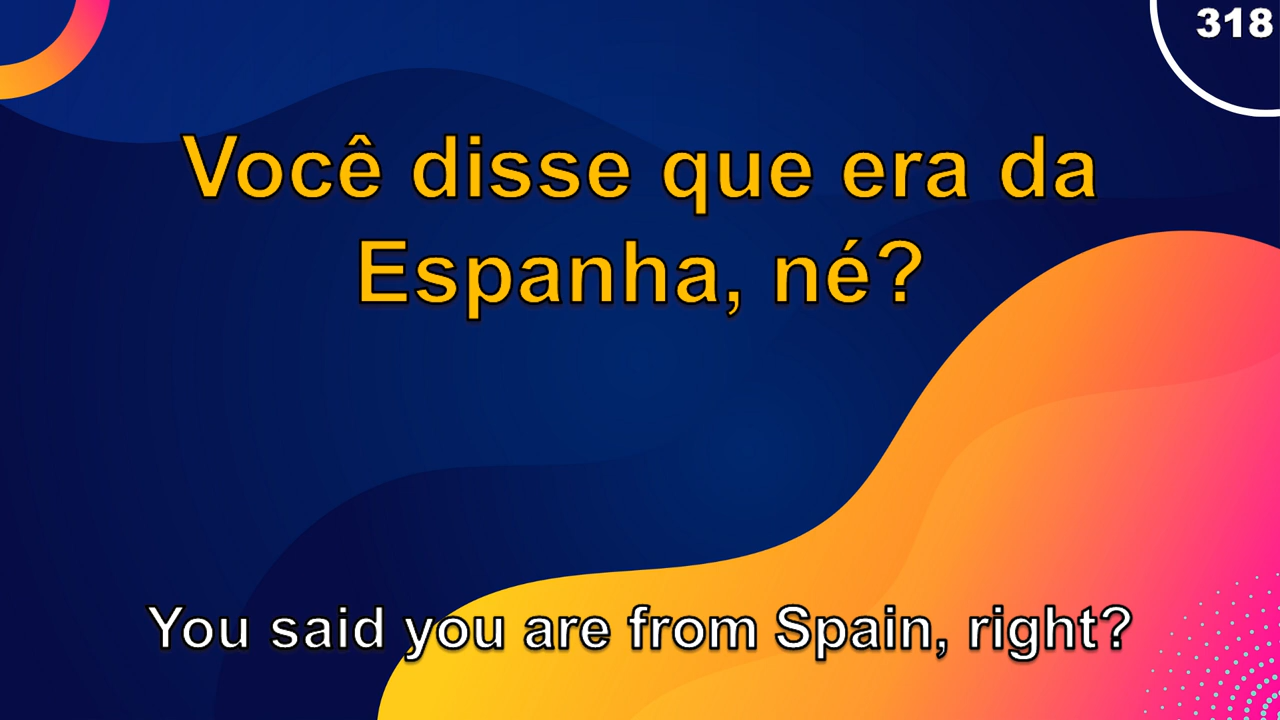 318
Você disse que era da
Espanha, né?
You said you are from Spain, right?